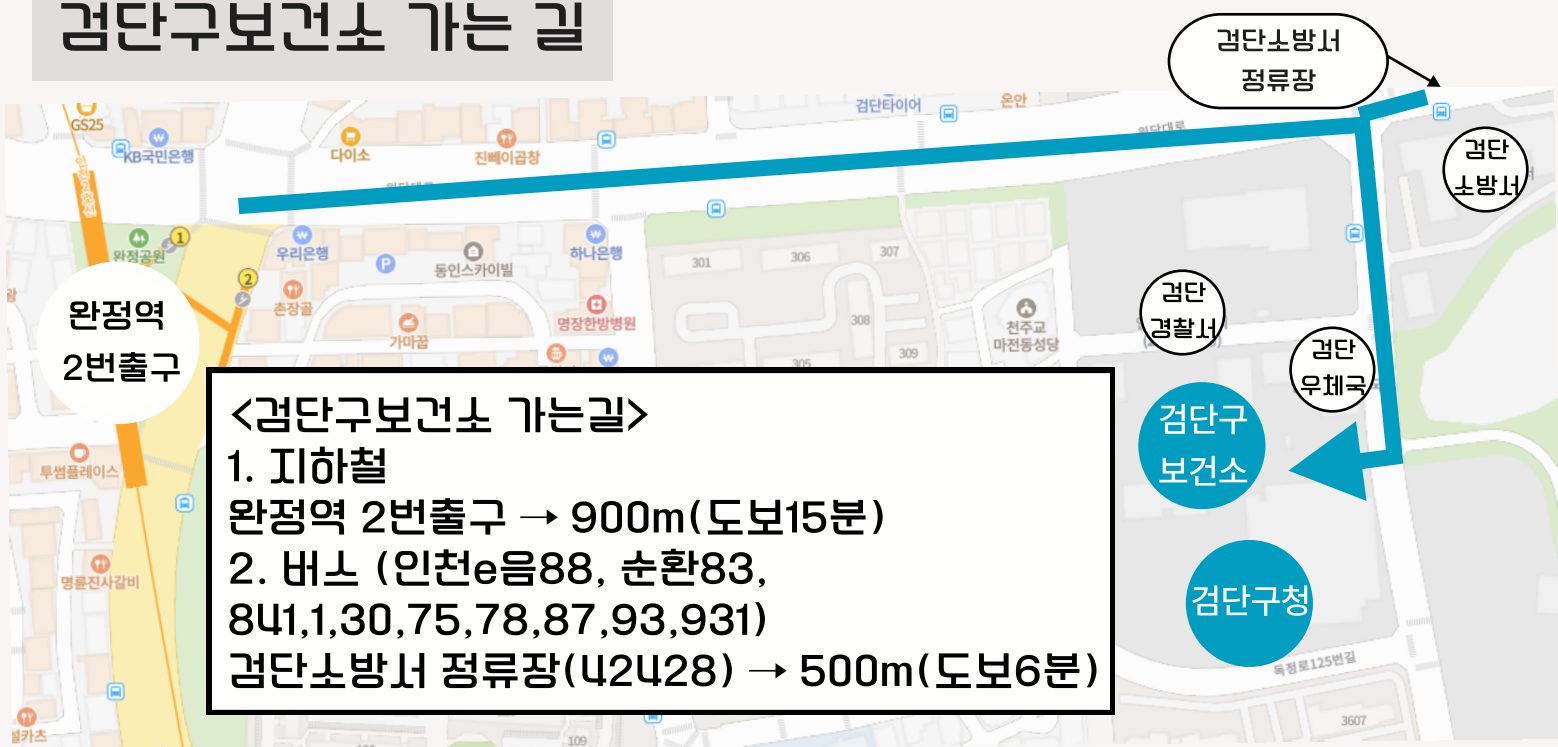 검단구보건소 가는 길
검단소방서
정류장
GS25
KB국민은행
다이소
진빼이곱창
검단타이어
온안
원당대로
검단
소방서
완정공원
1
2
우리은행
P
동인스카이빌
하나은행
301
306
307
촌장골
가마꼽
명장한방병원
308
305
309
천주교
마전동성당
검단
경찰서
검단
우체국
완정역
2번출구
<검단구보건소 가는길>
1. 지하철
완정역 2번출구 → 900m(도보15분)
2. 버스 (인천e음88, 순환83,
841,1,30,75,78,87,93,931)
검단소방서 정류장(42428) → 500m(도보6분)
검단구
보건소
검단구청
투썸플레이스
명륜진사갈비
독정로125번길
3607
109